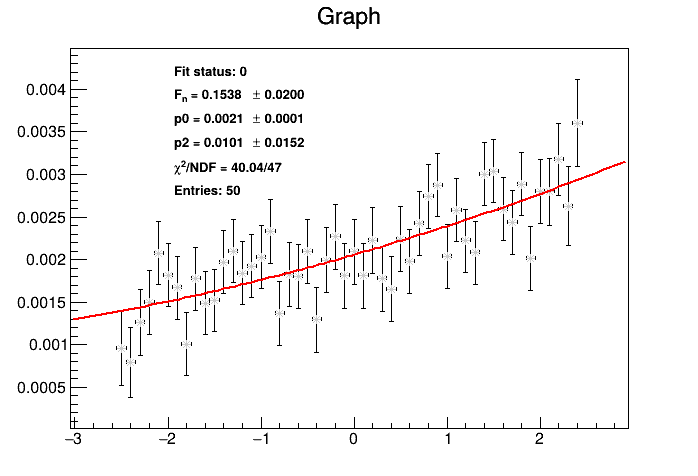 Graph
Fit status: 0
Fn = 0.1538 ± 0.0200
p0 = 0.0021 ± 0.0001
p2 = 0.0101 ± 0.0152
χ²/NDF = 40.04/47
Entries: 50
0.004
0.0035
0.003
0.0025
0.002
0.0015
0.001
0.0005
−3 −2 −1 0 1 2